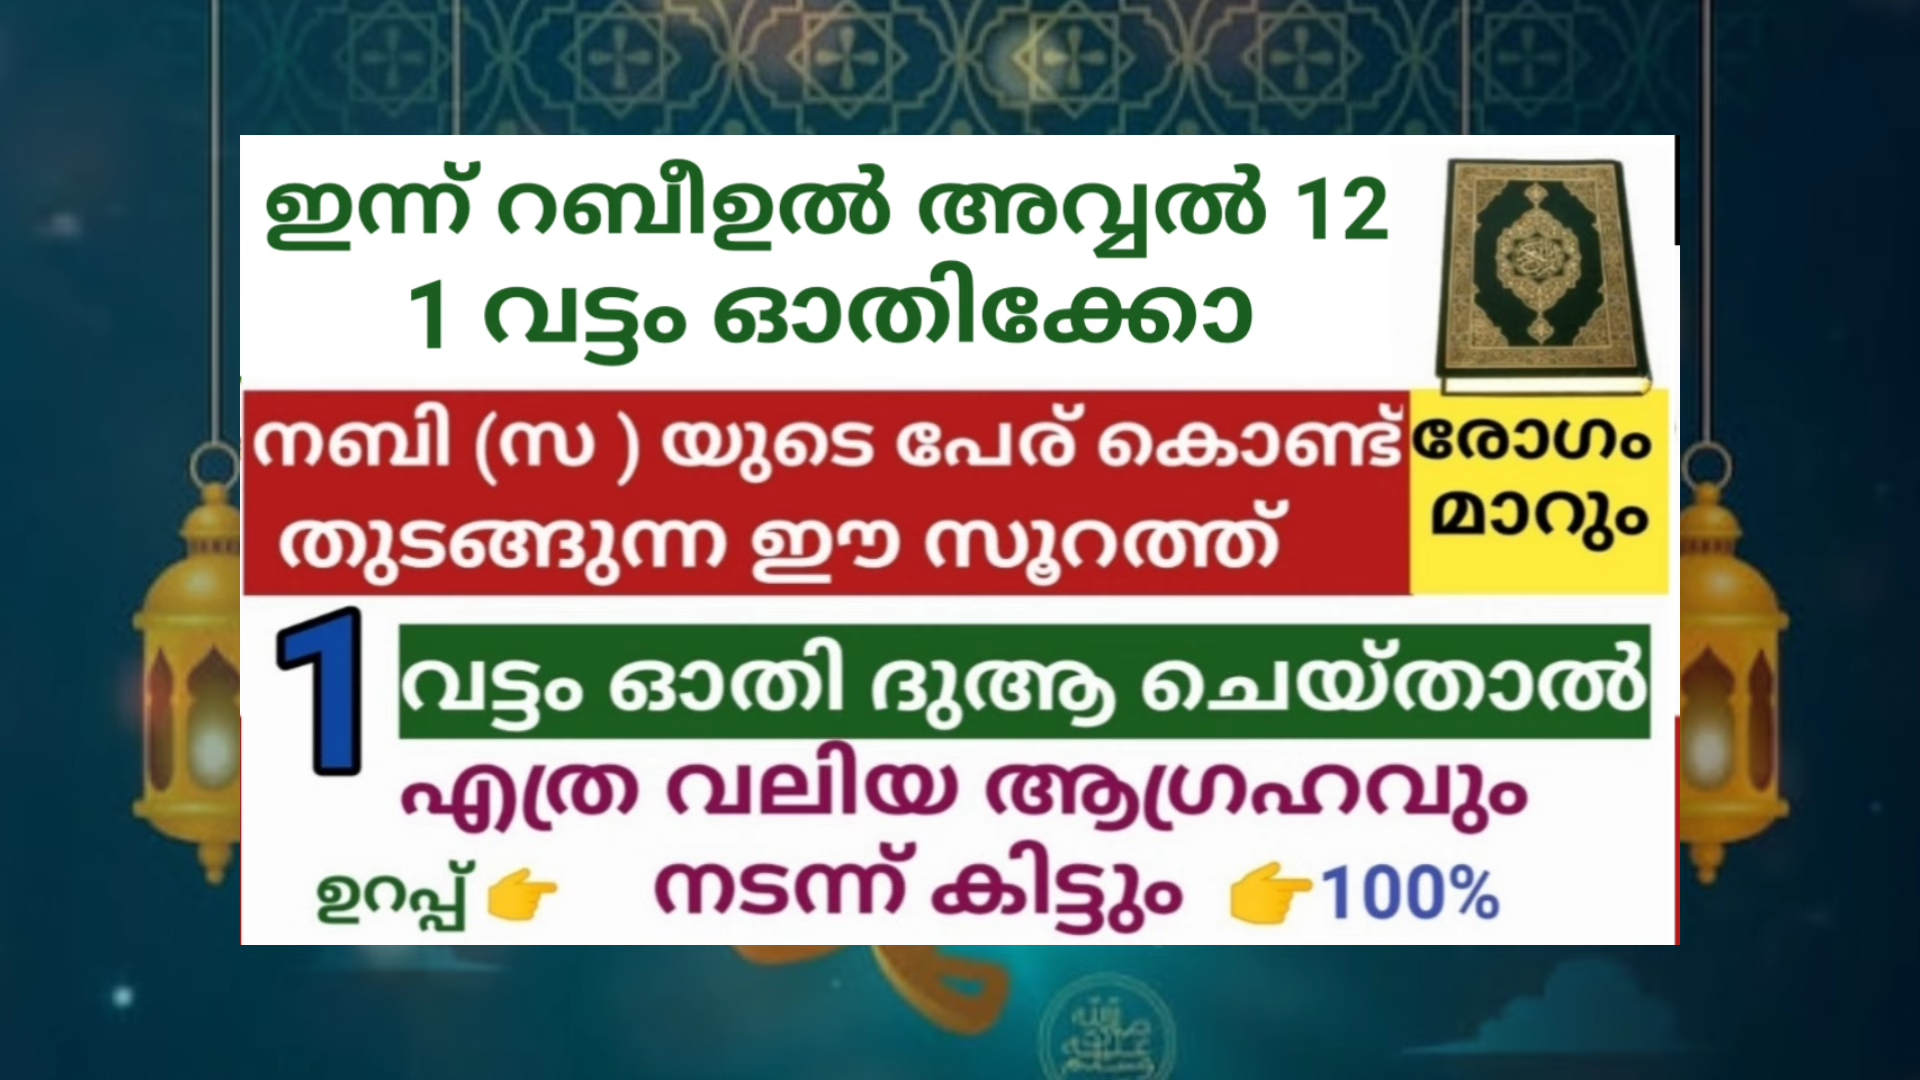 ഇന്ന് റബീഉൽ അവ്വൽ 12
1 വട്ടം ഓതിക്കോ
നബി (സ ) യുടെ പേര് കൊണ്ട്
തുടങ്ങുന്ന ഈ സൂറത്ത്
രോഗം
മാറും
1 വട്ടം ഓതി ദുആ ചെയ്താൽ
എത്ര വലിയ ആഗ്രഹവും
ഉറപ്പ് 👉 നടന്ന് കിട്ടും 👉100%